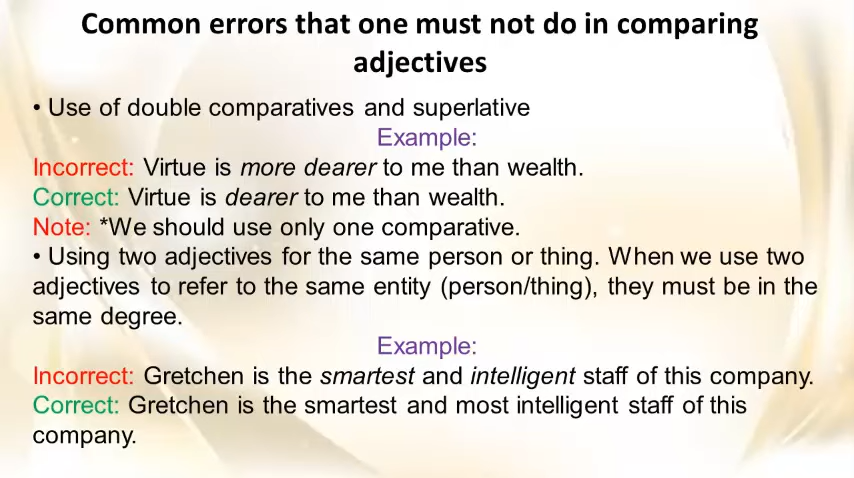 Common errors that one must not do in comparing
adjectives
• Use of double comparatives and superlative
Example:
Incorrect: Virtue is more dearer to me than wealth.
Correct: Virtue is dearer to me than wealth.
Note: *We should use only one comparative.
• Using two adjectives for the same person or thing. When we use two
adjectives to refer to the same entity (person/thing), they must be in the
same degree.
Example:
Incorrect: Gretchen is the smartest and intelligent staff of this company.
Correct: Gretchen is the smartest and most intelligent staff of this
company.